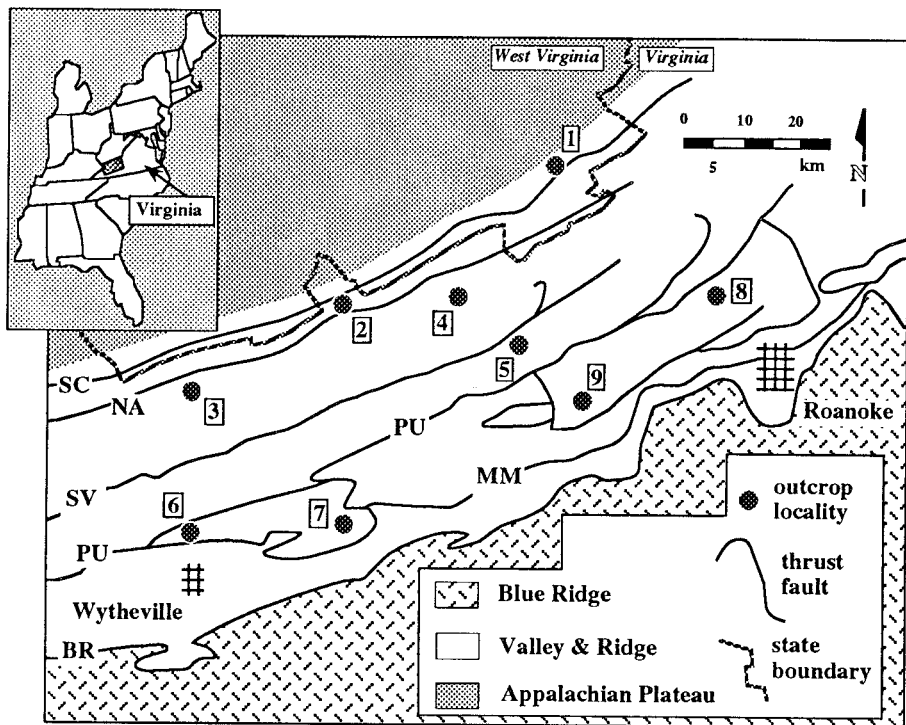 West Virginia
Virginia
0 10 20
5 km
N
Virginia
1
2
4
8
5
3
9
SC
NA
PU
Roanoke
MM
SV
6
7
PU
Wytheville
BR
outcrop
locality
thrust
fault
state
boundary
Blue Ridge
Valley & Ridge
Appalachian Plateau